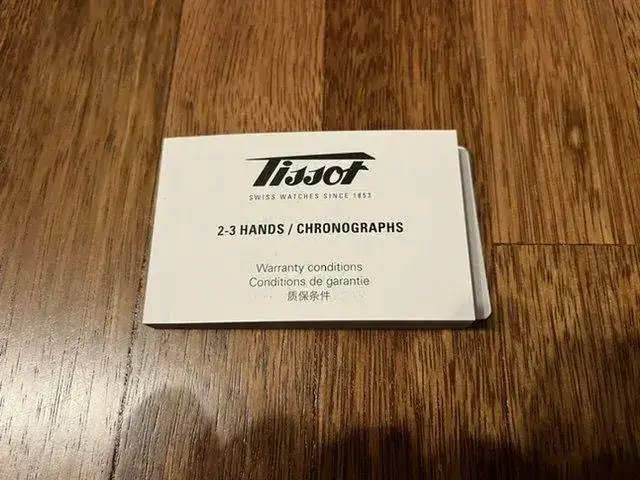 Tissot
SWISS WATCHES SINCE 1853
2-3 HANDS / CHRONOGRAPHS
Warranty conditions
Conditions de garantie
质保条件